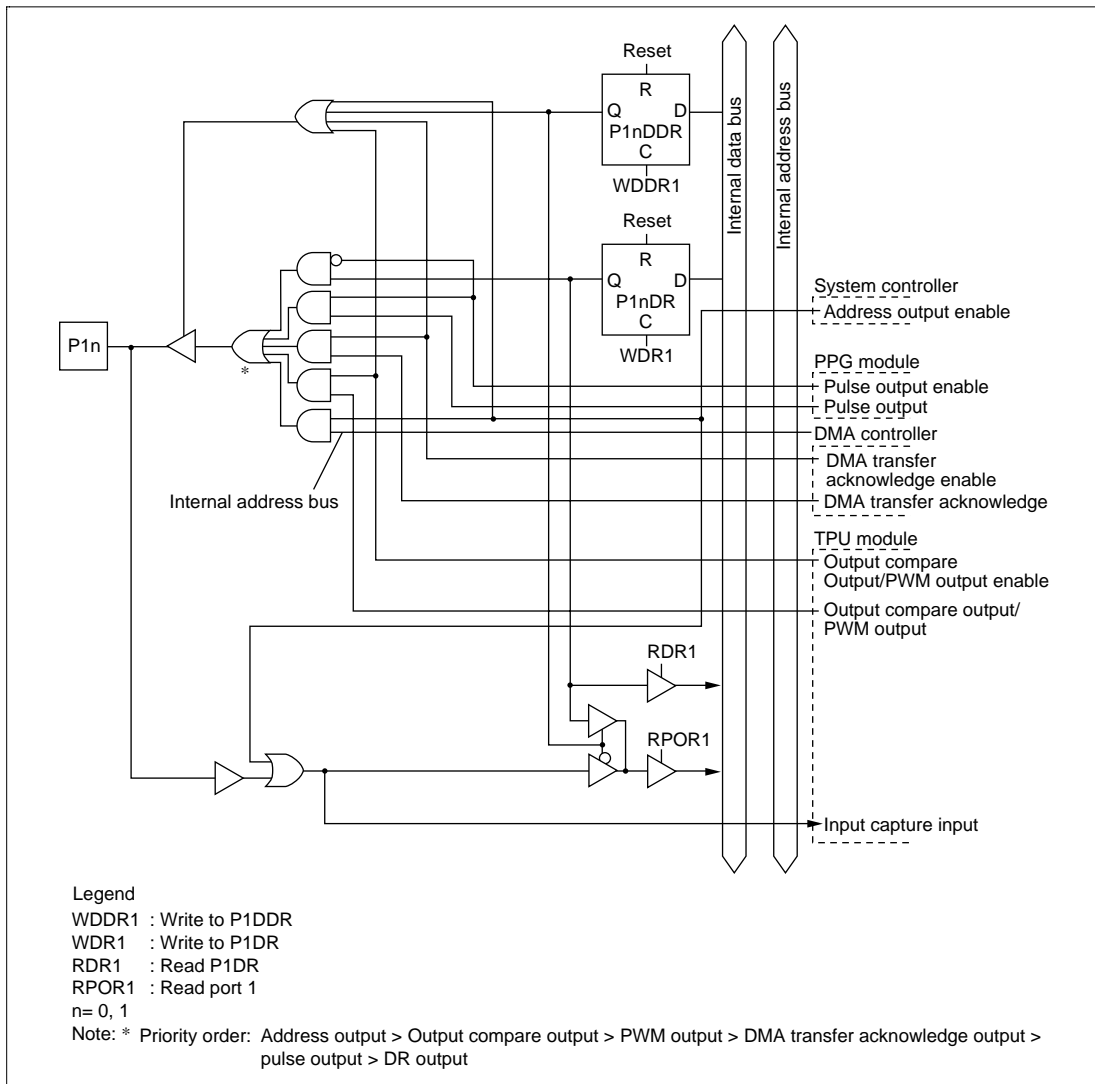 Reset
R
Q D
P1nDDR
C
WDDR1
Reset
R
Q D
P1nDR
C
WDR1
Internal data bus
Internal address bus
System controller
Address output enable
PPG module
Pulse output enable
Pulse output
DMA controller
DMA transfer
acknowledge enable
DMA transfer acknowledge
TPU module
Output compare
Output/PWM output enable
Output compare output/
PWM output
Input capture input
P1n
*
Internal address bus
RDR1
RPOR1
Legend
WDDR1 : Write to P1DDR
WDR1 : Write to P1DR
RDR1 : Read P1DR
RPOR1 : Read port 1
n= 0, 1
Note: * Priority order: Address output > Output compare output > PWM output > DMA transfer acknowledge output >
pulse output > DR output